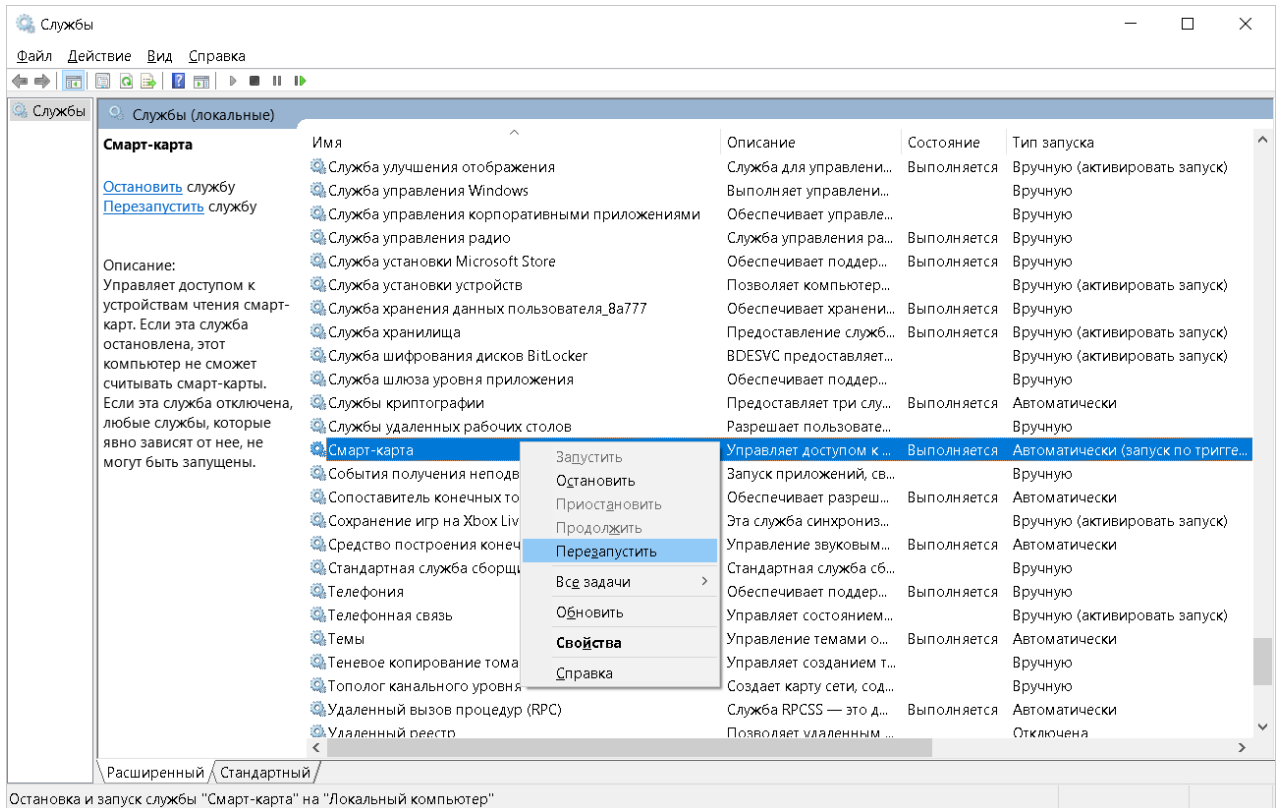 Службы
Файл Действие Вид Справка
Службы
Службы (локальные)
Смарт-карта
Остановить службу
Перезапустить службу
Описание:
Управляет доступом к
устройствам чтения смарт-
карт. Если эта служба
остановлена, этот
компьютер не сможет
считывать смарт-карты.
Если эта служба отключена,
любые службы, которые
явно зависят от нее, не
могут быть запущены.
Имя Описание Состояние Тип запуска
Служба улучшения отображения Служба для управлени... Выполняется Вручную (активировать запуск)
Служба управления Windows Выполняет управлени... Вручную
Служба управления корпоративными приложениями Обеспечивает управле... Вручную
Служба управления радио Служба управления ра... Выполняется Вручную
Служба установки Microsoft Store Обеспечивает поддер... Выполняется Вручную
Служба установки устройств Позволяет компьютер... Вручную (активировать запуск)
Служба хранения данных пользователя_8a777 Обеспечивает хранени... Выполняется Вручную
Служба хранилища Предоставление служб... Выполняется Вручную (активировать запуск)
Служба шифрования дисков BitLocker BDESVC предоставляет... Вручную (активировать запуск)
Служба шлюза уровня приложения Обеспечивает поддер... Вручную
Службы криптографии Предоставляет три слу... Выполняется Автоматически
Службы удаленных рабочих столов Разрешает пользовате... Вручную
Смарт-карта Управляет доступом к ... Выполняется Автоматически (запуск по тригге...
События получения неподв Запуск приложений, св... Вручную
Сопоставитель конечных то Обеспечивает разреш... Выполняется Автоматически
Сохранение игр на Xbox Liv Эта служба синхрониз... Вручную (активировать запуск)
Средство построения конеч Управление звуковым... Выполняется Автоматически
Стандартная служба сборщи Стандартная служба сб... Вручную
Телефония Обеспечивает поддер... Выполняется Вручную
Телефонная связь Управляет состоянием... Вручную (активировать запуск)
Темы Управление темами о... Выполняется Автоматически
Теневое копирование тома Управляет созданием т... Вручную
Тополог канального уровня Создает карту сети, сод... Вручную
Удаленный вызов процедур (RPC) Служба RPCSS — это д... Выполняется Автоматически
Удаленный реестр Позволяет удаленным ... Отключена
Запустить
Остановить
Приостановить
Продолжить
Перезапустить
Все задачи
Обновить
Свойства
Справка
Расширенный Стандартный
Остановка и запуск службы "Смарт-карта" на "Локальный компьютер"